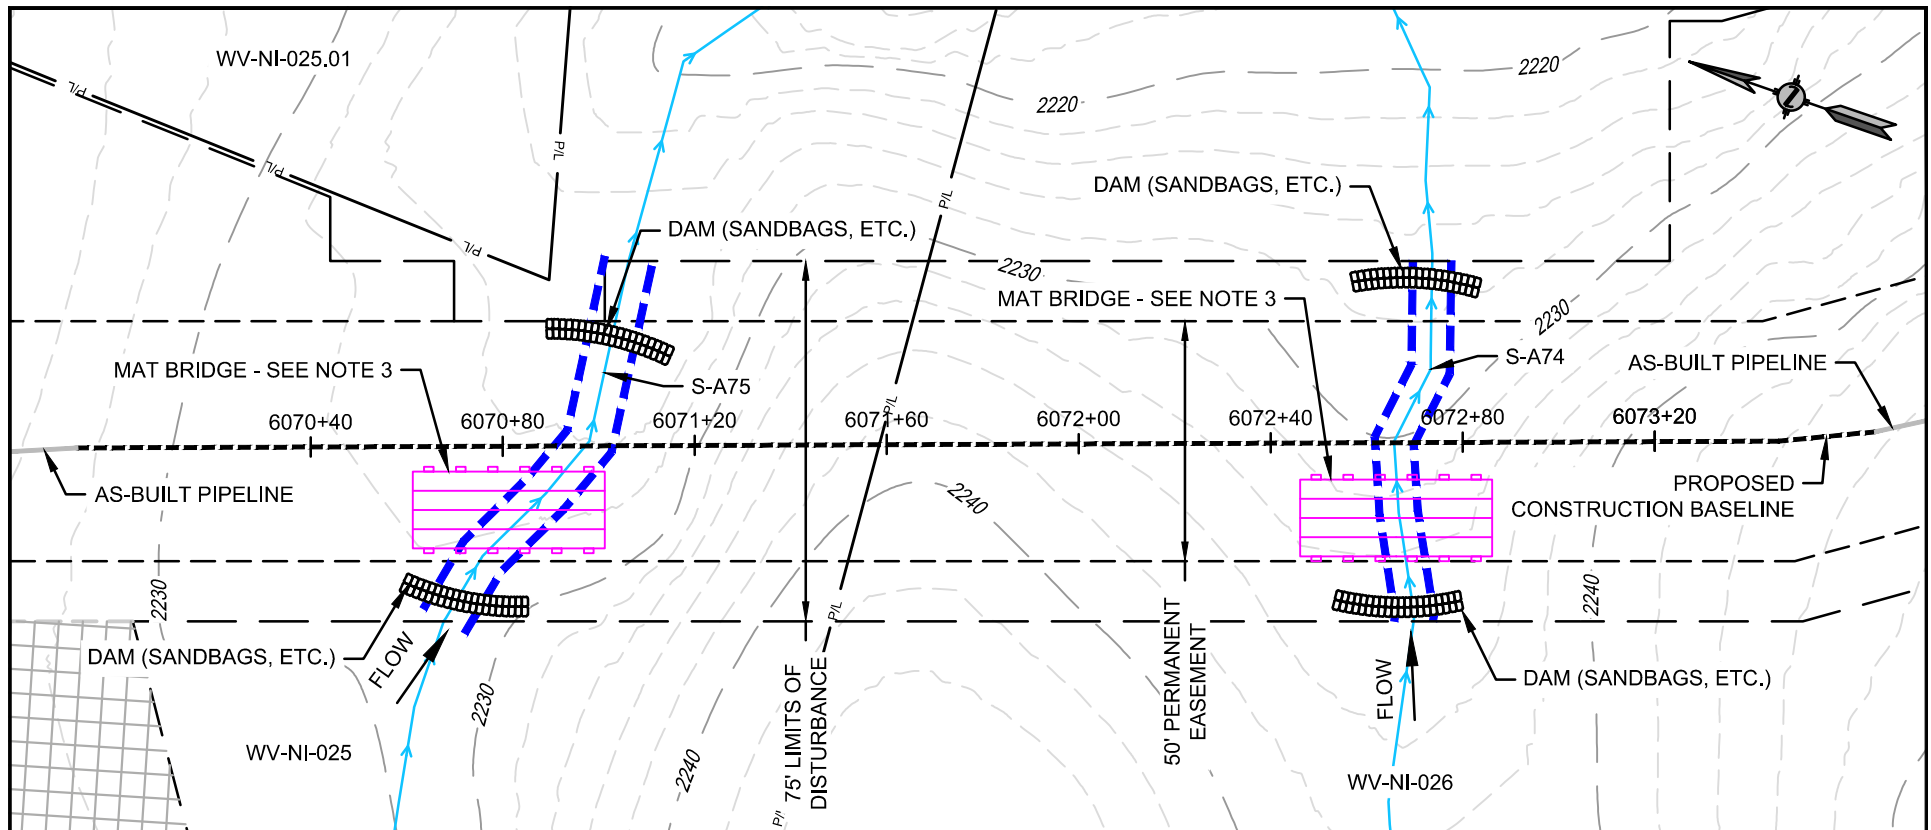 WV-NI-025.01
2220
2220
P/L
P/L
P/L
P/L
P/L
DAM (SANDBAGS, ETC.)
DAM (SANDBAGS, ETC.)
2230
MAT BRIDGE - SEE NOTE 3
2230
MAT BRIDGE - SEE NOTE 3
S-A75
S-A74
AS-BUILT PIPELINE
P/L
6070+40
6070+80
6071+20
6071+60
6072+00
6072+40
6072+80
6073+20
AS-BUILT PIPELINE
PROPOSED
CONSTRUCTION BASELINE
2240
2230
2240
P/L
DAM (SANDBAGS, ETC.)
FLOW
2230
75' LIMITS OF
DISTURBANCE
50' PERMANENT
EASEMENT
FLOW
DAM (SANDBAGS, ETC.)
WV-NI-025
2240
WV-NI-026